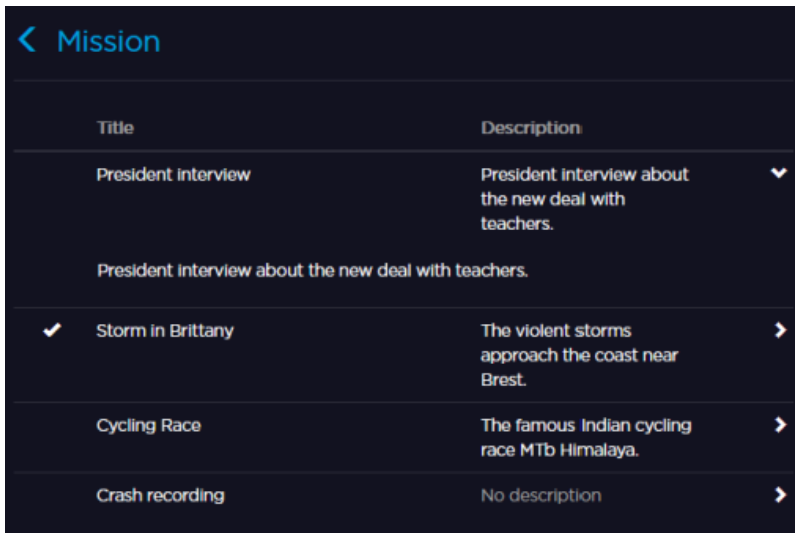 Mission
Title Description
President interview President interview about
the new deal with
teachers.
President interview about the new deal with teachers.
Storm in Brittany The violent storms
approach the coast near
Brest.
Cycling Race The famous Indian cycling
race MTb Himalaya.
Crash recording No description